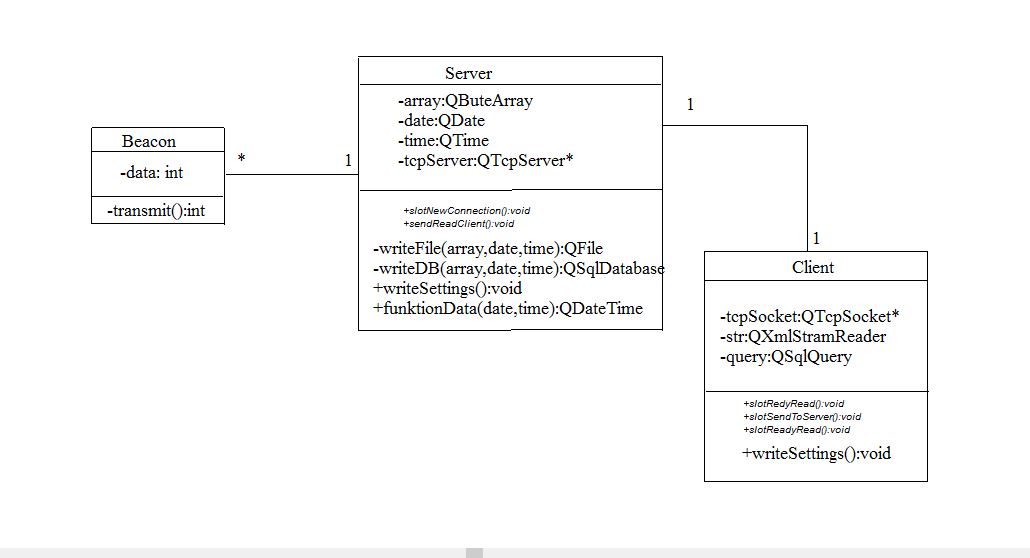 Beacon
-data: int
-transmit():int
*
1
Server
-array:QButeArray
-date:QDate
-time:QTime
-tcpServer:QTcpServer*
+slotNewConnection():void
+sendReadClient():void
-writeFile(array,date,time):QFile
-writeDB(array,date,time):QSqlDatabase
+writeSettings():void
+funktionData(date,time):QDateTime
1
1
Client
-tcpSocket:QTcpSocket*
-str:QXmlStramReader
-query:QSqlQuery
+slotRedyRead():void
+slotSendToServer():void
+slotReadyRead():void
+writeSettings():void